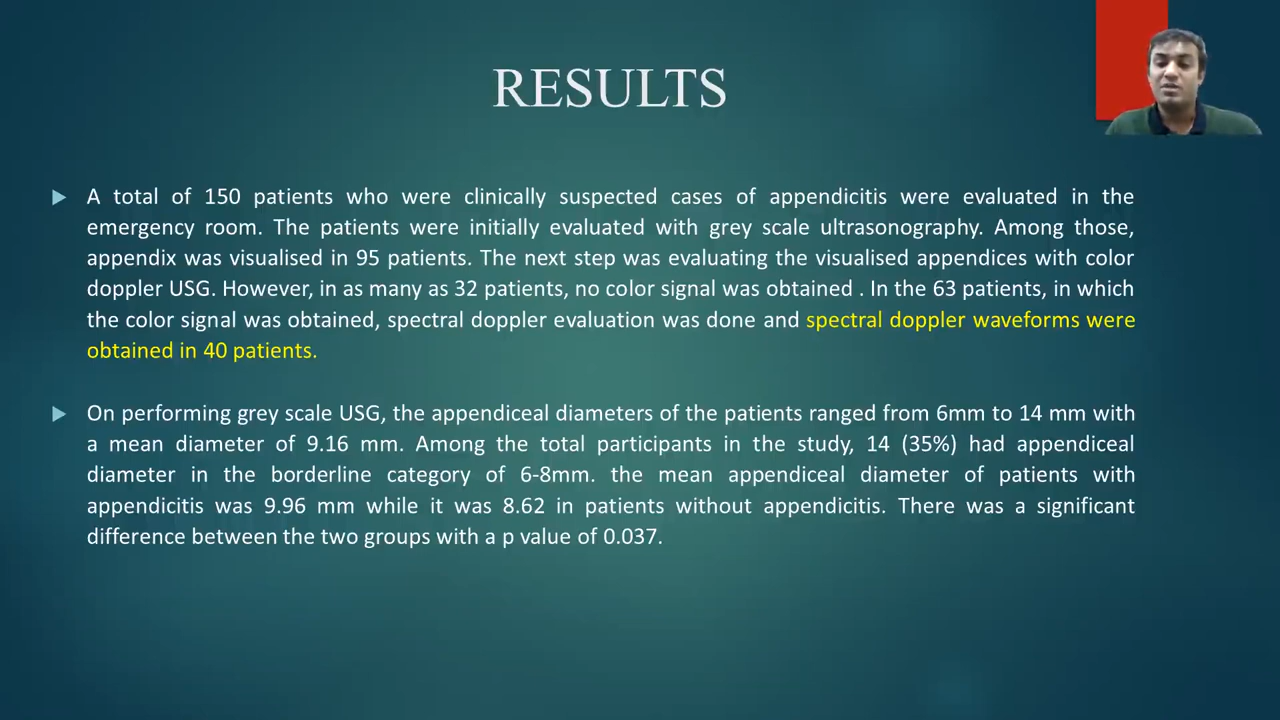 RESULTS
A total of 150 patients who were clinically suspected cases of appendicitis were evaluated in the
emergency room. The patients were initially evaluated with grey scale ultrasonography. Among those,
appendix was visualised in 95 patients. The next step was evaluating the visualised appendices with color
doppler USG. However, in as many as 32 patients, no color signal was obtained . In the 63 patients, in which
the color signal was obtained, spectral doppler evaluation was done and spectral doppler waveforms were
obtained in 40 patients.
On performing grey scale USG, the appendiceal diameters of the patients ranged from 6mm to 14 mm with
a mean diameter of 9.16 mm. Among the total participants in the study, 14 (35%) had appendiceal
diameter in the borderline category of 6-8mm. the mean appendiceal diameter of patients with
appendicitis was 9.96 mm while it was 8.62 in patients without appendicitis. There was a significant
difference between the two groups with a p value of 0.037.